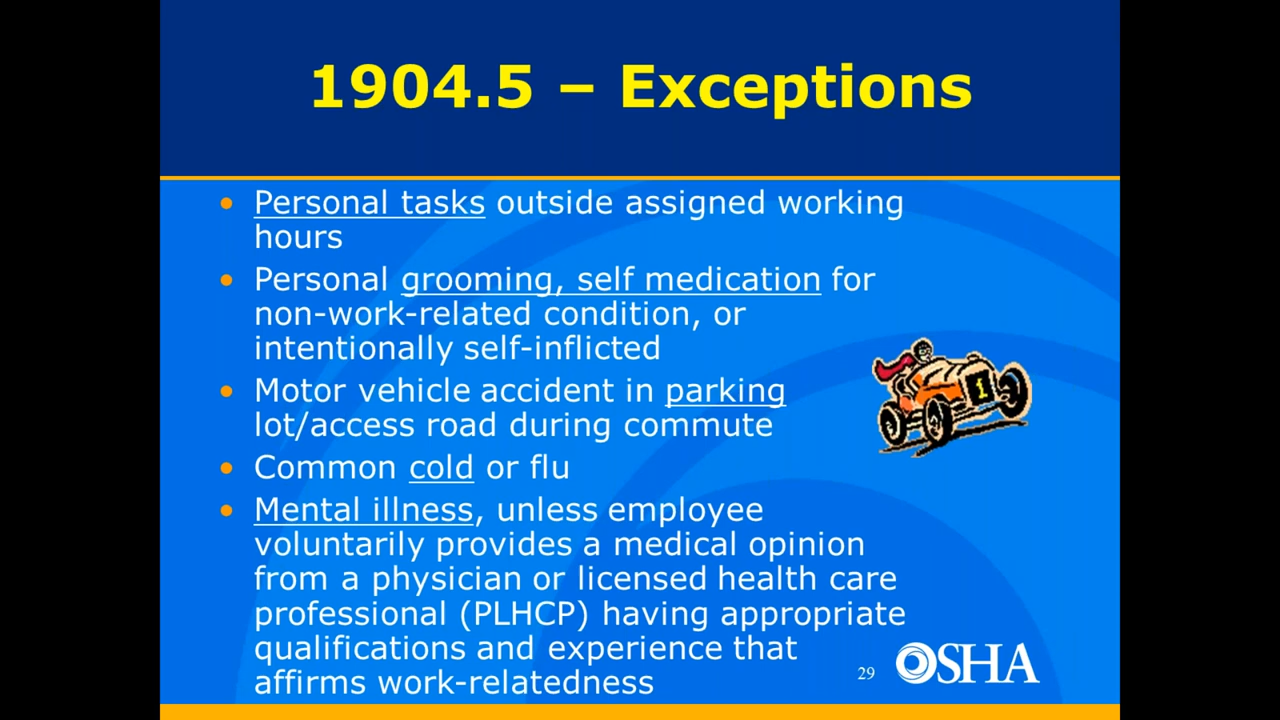 1904.5 – Exceptions
• Personal tasks outside assigned working
hours
• Personal grooming, self medication for
non-work-related condition, or
intentionally self-inflicted
• Motor vehicle accident in parking
lot/access road during commute
1
• Common cold or flu
• Mental illness, unless employee
voluntarily provides a medical opinion
from a physician or licensed health care
professional (PLHCP) having appropriate
qualifications and experience that
affirms work-relatedness
29
OSHA